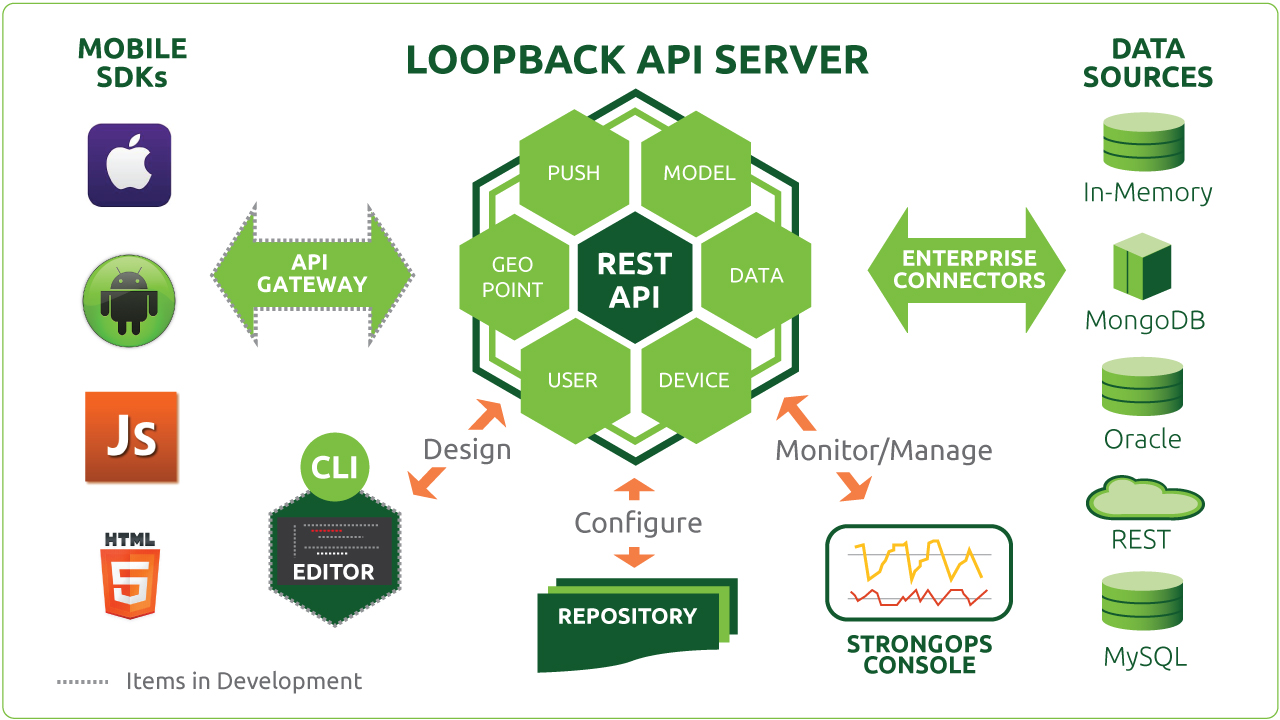 MOBILE
SDKs
LOOPBACK API SERVER
DATA
SOURCES
PUSH
MODEL
GEO
POINT
REST
API
DATA
USER
DEVICE
API
GATEWAY
ENTERPRISE
CONNECTORS
In-Memory
MongoDB
Oracle
REST
MySQL
JS
HTML
5
Design
CLI
EDITOR
Configure
REPOSITORY
Monitor/Manage
STRONGOPS
CONSOLE
Items in Development